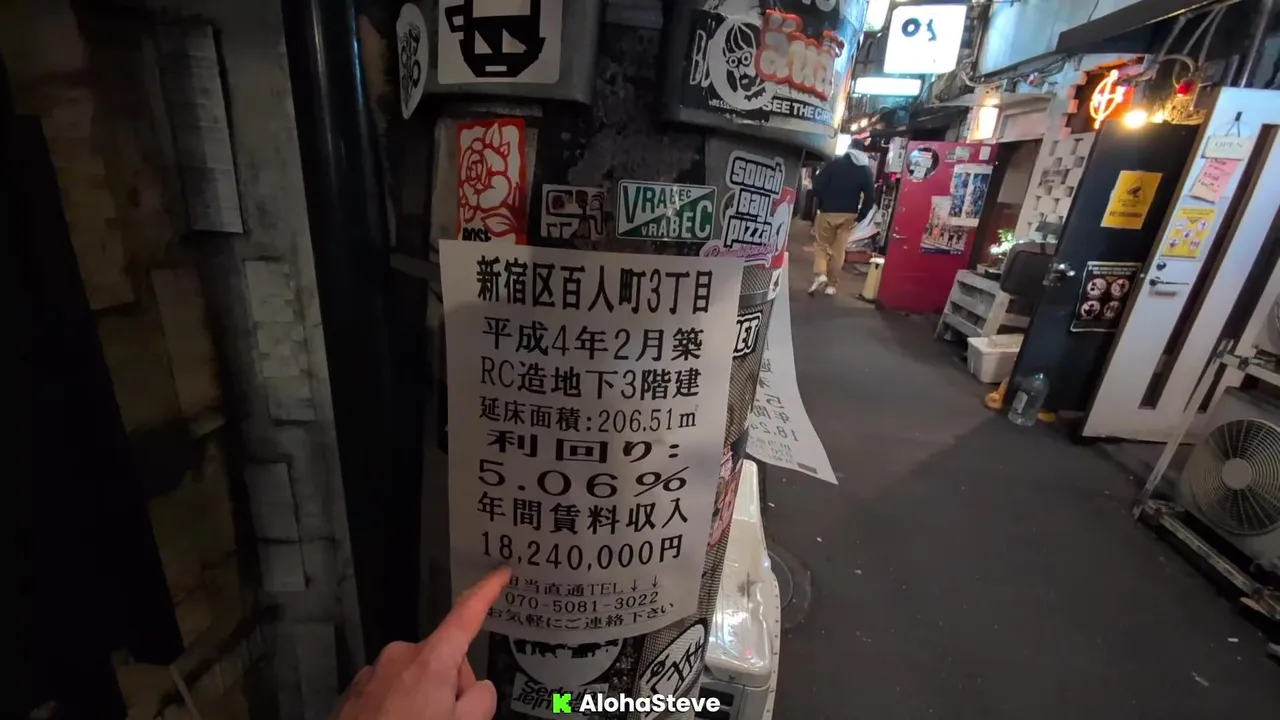 SEE THE
VRABEC
VRABEC
SOUTH
BAY
PIZZA
新宿区百人町3丁目
平成4年2月築
RC造地下3階建
延床面積:206.51㎡
利回り:
5.06%
年間賃料収入
18,240,000円
当直通TEL↓↓
070-5081-3022
お気軽にご連絡下さい
OPEN
AlohaSteve